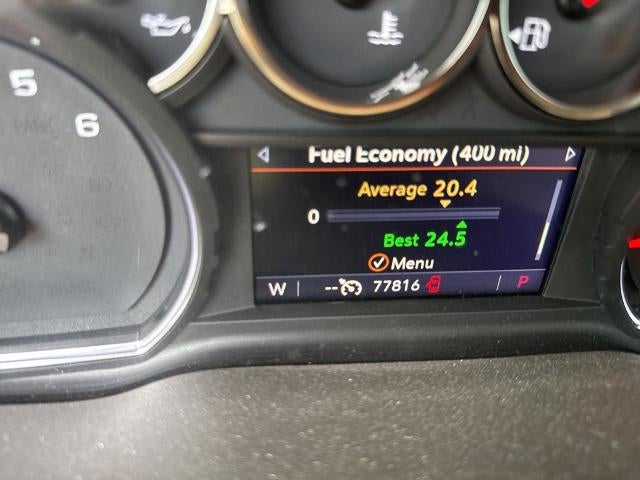 5
6
Fuel Economy (400 mi)
Average 20.4
0
Best 24.5
Menu
W -- 77816 P